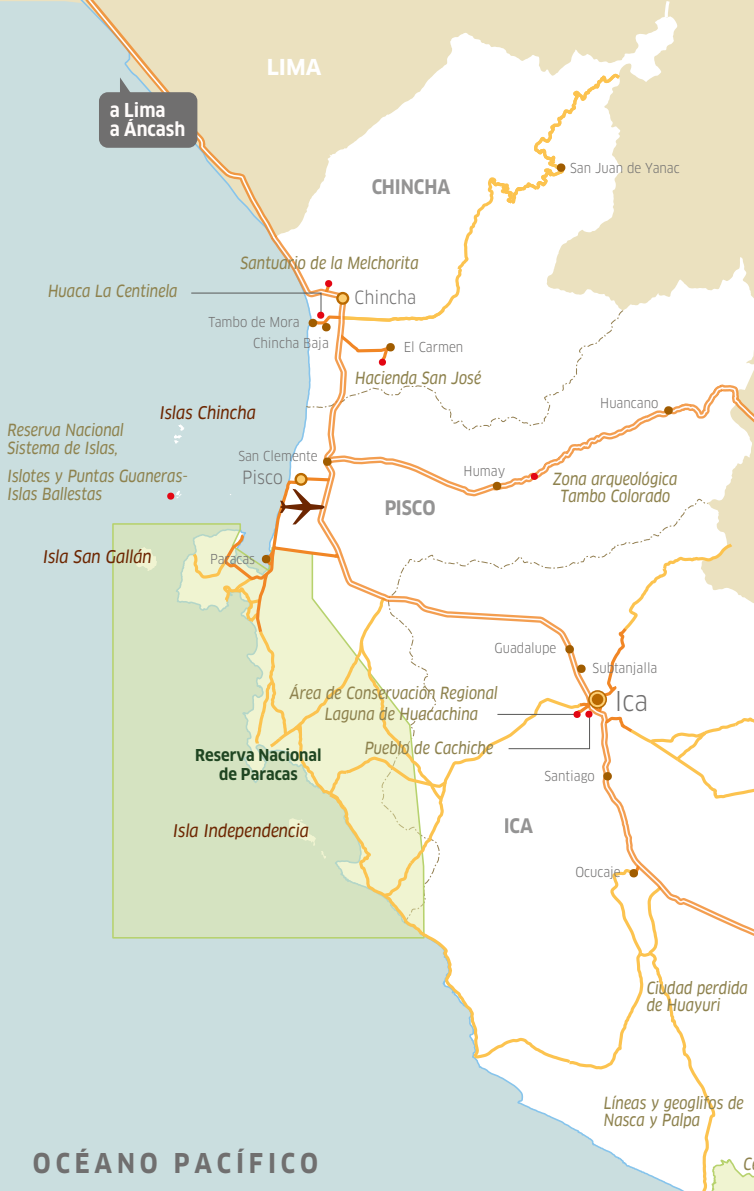 LIMA
a Lima
a Áncash
San Juan de Yanac
CHINCHA
Santuario de la Melchorita
Huaca La Centinela
Chincha
Tambo de Mora
Chincha Baja
El Carmen
Hacienda San José
Islas Chincha
Huancano
Reserva Nacional
Sistema de Islas,
Islotes y Puntas Guaneras-
Islas Ballestas
San Clemente
Pisco
Humay
Zona arqueológica
Tambo Colorado
PISCO
Isla San Gallán
Paracas
Guadalupe
Subtanjalla
Área de Conservación Regional
Laguna de Huacachina
Ica
Pueblo de Cachiche
Reserva Nacional
de Paracas
Santiago
Isla Independencia
ICA
Ocucaje
Ciudad perdida
de Huayuri
Líneas y geoglifos de
Nasca y Palpa
OCÉANO PACÍFICO